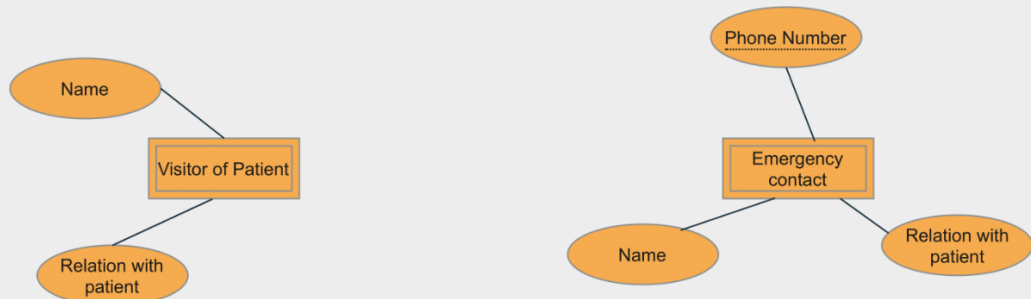 Phone Number
Name
Visitor of Patient
Emergency
contact
Relation with
patient
Name
Relation with
patient